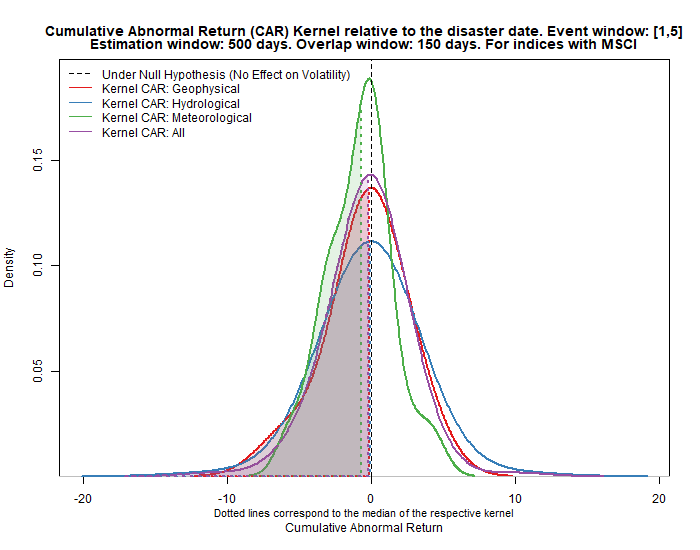 Cumulative Abnormal Return (CAR) Kernel relative to the disaster date. Event window: [1,5]
Estimation window: 500 days. Overlap window: 150 days. For indices with MSCI
Under Null Hypothesis (No Effect on Volatility)
Kernel CAR: Geophysical
Kernel CAR: Hydrological
Kernel CAR: Meteorological
Kernel CAR: All
Density
0.15
0.10
0.05
-20 -10 0 10 20
Dotted lines correspond to the median of the respective kernel
Cumulative Abnormal Return